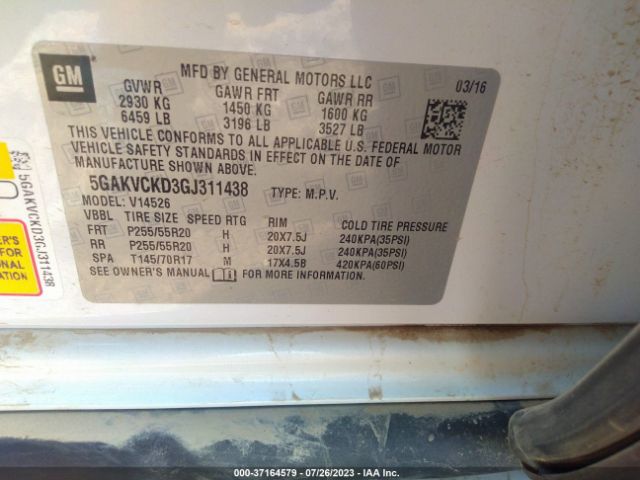 GM
MFD BY GENERAL MOTORS LLC
03/16
GVWR GAWR FRT GAWR RR
2930 KG 1450 KG 1600 KG
6459 LB 3196 LB 3527 LB
THIS VEHICLE CONFORMS TO ALL APPLICABLE U.S. FEDERAL MOTOR
VEHICLE SAFETY STANDARDS IN EFFECT ON THE DATE OF
MANUFACTURE SHOWN ABOVE.
5GAKVCKD3GJ311438 TYPE: M.P.V.
MODEL: V14526
VBBL TIRE SIZE SPEED RTG RIM COLD TIRE PRESSURE
FRT P255/55R20 H 20X7.5J 240KPA(35PSI)
RR P255/55R20 H 20X7.5J 240KPA(35PSI)
SPA T145/70R17 M 17X4.5B 420KPA(60PSI)
SEE OWNER'S MANUAL FOR MORE INFORMATION.
5GAKVCKD3GJ311438
ER'S
FOR
ONAL
ATION
000-37164579 / 07/26/2023 / IAA Inc.